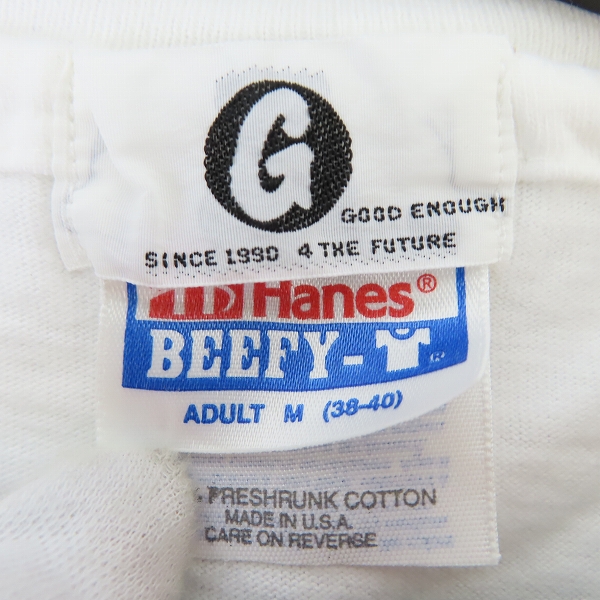 G
GOOD ENOUGH
SINCE 1990 4 THE FUTURE
Hanes®
BEEFY-T®
ADULT M (38-40)
PRESHRUNK COTTON
MADE IN U.S.A.
CARE ON REVERSE